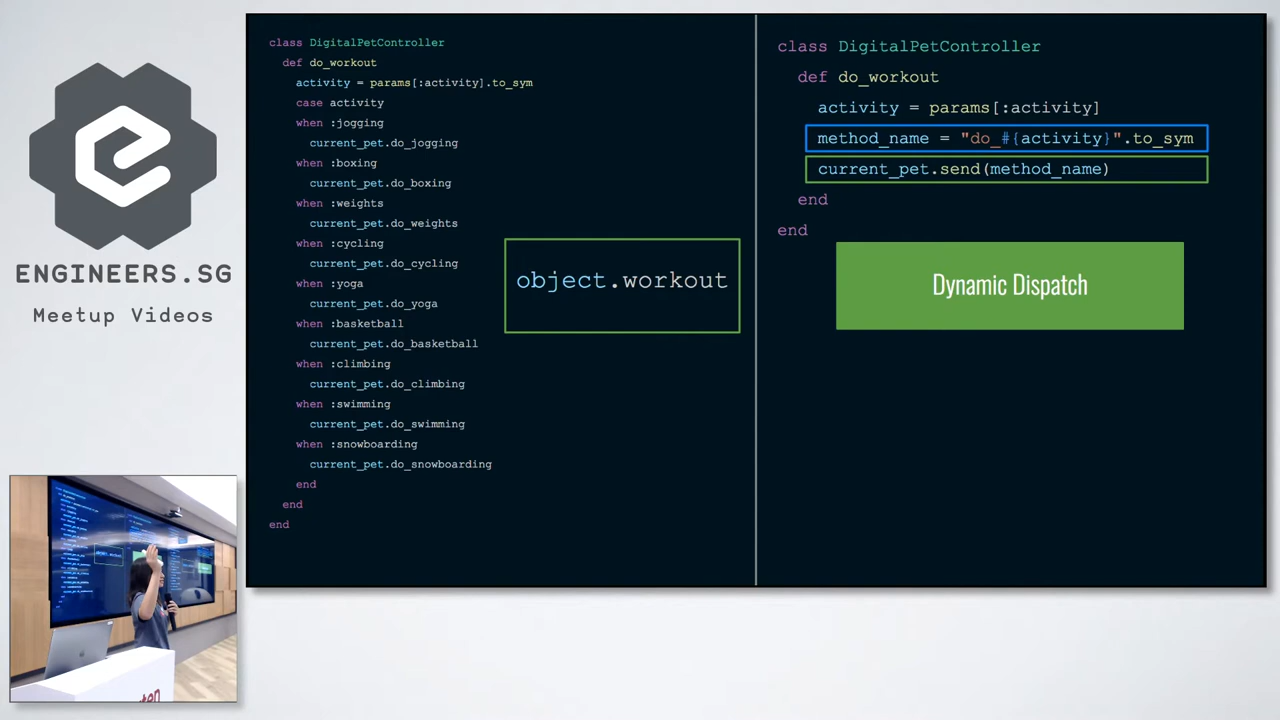 ENGINEERS.SG
Meetup Videos
class DigitalPetController
def do_workout
activity = params[:activity].to_sym
case activity
when :jogging
current_pet.do_jogging
when :boxing
current_pet.do_boxing
when :weights
current_pet.do_weights
when :cycling
current_pet.do_cycling
when :yoga
current_pet.do_yoga
when :basketball
current_pet.do_basketball
when :climbing
current_pet.do_climbing
when :swimming
current_pet.do_swimming
when :snowboarding
current_pet.do_snowboarding
end
end
end
object.workout
class DigitalPetController
def do_workout
activity = params[:activity]
method_name = "do_#{activity}".to_sym
current_pet.send(method_name)
end
end
Dynamic Dispatch